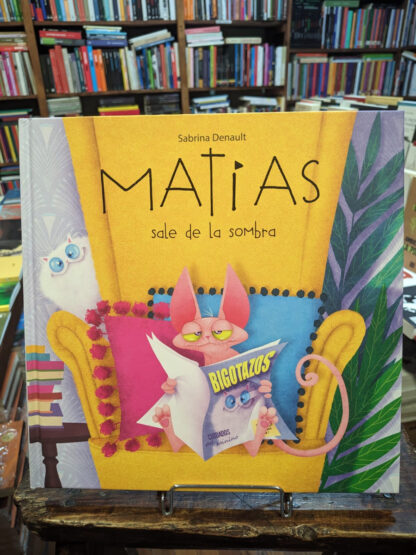 Sabrina Denault
MATiAS
sale de la sombra
BIGOTAZOS